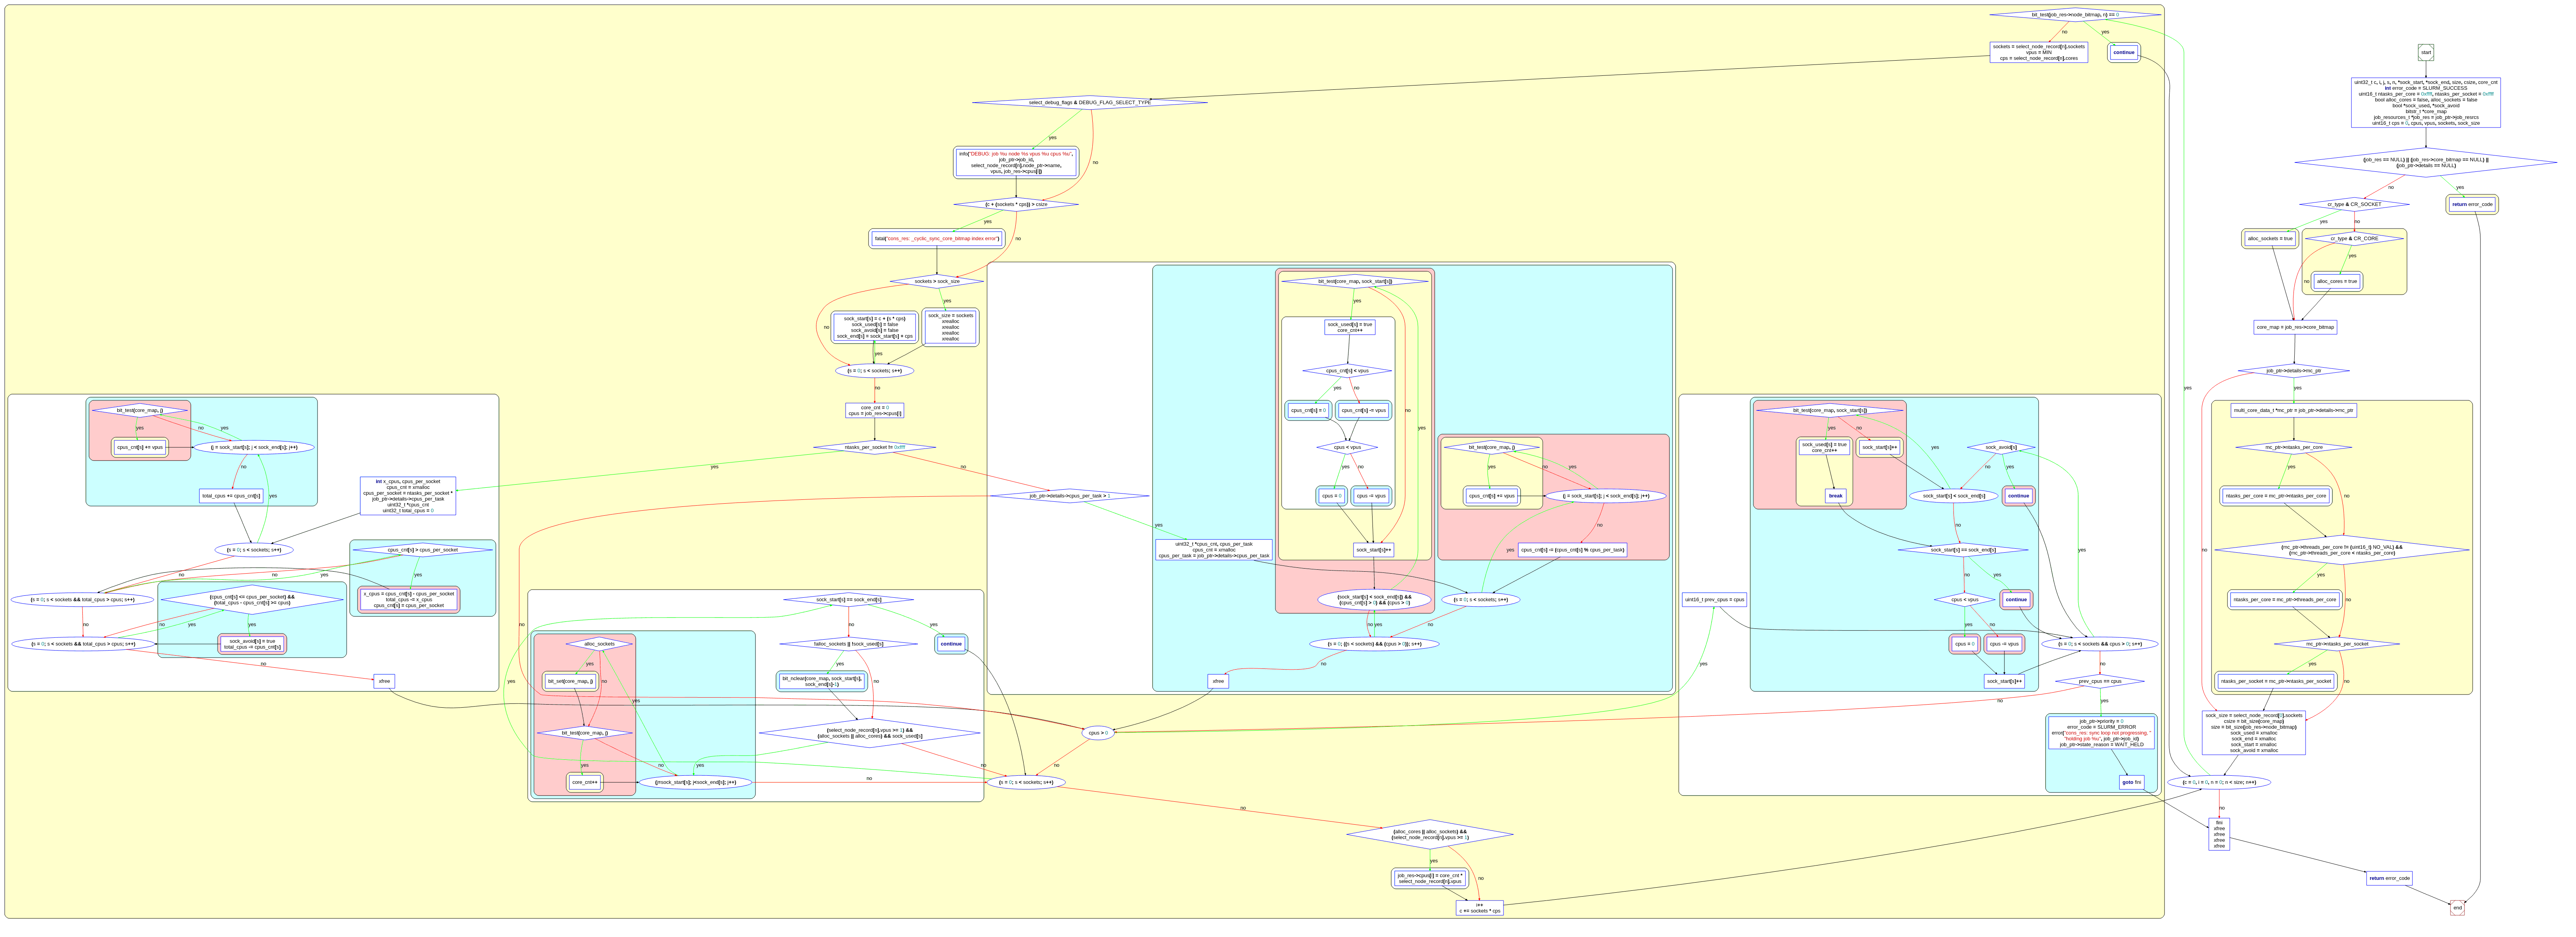 start
uint32_t c, i, j, s, n, *sock_start, *sock_end, size, csize, core_cnt
int error_code = SLURM_SUCCESS
uint16_t ntasks_per_core = 0xffff, ntasks_per_socket = 0xffff
bool alloc_cores = false, alloc_sockets = false
bool *sock_used, *sock_avoid
bitstr_t *core_map
job_resources_t *job_res = job_ptr->job_resrcs
uint16_t cps = 0, cpus, vpus, sockets, sock_size
(job_res == NULL) || (job_res->core_bitmap == NULL) ||
(job_ptr->details == NULL)
no
yes
return error_code
cr_type & CR_SOCKET
yes
no
alloc_sockets = true
cr_type & CR_CORE
yes
no
alloc_cores = true
core_map = job_res->core_bitmap
job_ptr->details->mc_ptr
yes
no
multi_core_data_t *mc_ptr = job_ptr->details->mc_ptr
mc_ptr->ntasks_per_core
yes
no
ntasks_per_core = mc_ptr->ntasks_per_core
(mc_ptr->threads_per_core != (uint16_t) NO_VAL) &&
(mc_ptr->threads_per_core < ntasks_per_core)
yes
no
ntasks_per_core = mc_ptr->threads_per_core
mc_ptr->ntasks_per_socket
yes
no
ntasks_per_socket = mc_ptr->ntasks_per_socket
sock_size = select_node_record[0].sockets
csize = bit_size(core_map)
size = bit_size(job_res->node_bitmap)
sock_used = xmalloc
sock_end = xmalloc
sock_start = xmalloc
sock_avoid = xmalloc
(c = 0, i = 0, n = 0; n < size; n++)
yes
no
fini
xfree
xfree
xfree
xfree
return error_code
end
bit_test(job_res->node_bitmap, n) == 0
no
yes
continue
sockets = select_node_record[n].sockets
vpus = MIN
cps = select_node_record[n].cores
select_debug_flags & DEBUG_FLAG_SELECT_TYPE
yes
no
info("DEBUG: job %u node %s vpus %u cpus %u",
job_ptr->job_id,
select_node_record[n].node_ptr->name,
vpus, job_res->cpus[i])
(c + (sockets * cps)) > csize
yes
no
fatal("cons_res: _cyclic_sync_core_bitmap index error")
sockets > sock_size
yes
no
sock_size = sockets
xrealloc
xrealloc
xrealloc
xrealloc
sock_start[s] = c + (s * cps)
sock_used[s] = false
sock_avoid[s] = false
sock_end[s] = sock_start[s] + cps
yes
(s = 0; s < sockets; s++)
no
core_cnt = 0
cpus = job_res->cpus[i]
ntasks_per_socket != 0xffff
yes
no
bit_test(core_map, j)
yes
no
yes
cpus_cnt[s] += vpus
(j = sock_start[s]; j < sock_end[s]; j++)
no
yes
total_cpus += cpus_cnt[s]
int x_cpus, cpus_per_socket
cpus_cnt = xmalloc
cpus_per_socket = ntasks_per_socket *
job_ptr->details->cpus_per_task
uint32_t *cpus_cnt
uint32_t total_cpus = 0
(s = 0; s < sockets; s++)
no
cpus_cnt[s] > cpus_per_socket
no
yes
yes
x_cpus = cpus_cnt[s] - cpus_per_socket
total_cpus -= x_cpus
cpus_cnt[s] = cpus_per_socket
(s = 0; s < sockets && total_cpus > cpus; s++)
no
(cpus_cnt[s] <= cpus_per_socket) &&
(total_cpus - cpus_cnt[s] >= cpus)
no
yes
yes
sock_avoid[s] = true
total_cpus -= cpus_cnt[s]
(s = 0; s < sockets && total_cpus > cpus; s++)
no
xfree
job_ptr->details->cpus_per_task > 1
yes
no
uint32_t *cpus_cnt, cpus_per_task
cpus_cnt = xmalloc
cpus_per_task = job_ptr->details->cpus_per_task
bit_test(core_map, sock_start[s])
yes
no
yes
sock_used[s] = true
core_cnt++
cpus_cnt[s] < vpus
yes
no
cpus_cnt[s] = 0
cpus_cnt[s] -= vpus
cpus < vpus
yes
no
cpus = 0
cpus -= vpus
sock_start[s]++
(sock_start[s] < sock_end[s]) &&
(cpus_cnt[s] > 0) && (cpus > 0)
no
yes
bit_test(core_map, j)
yes
no
yes
cpus_cnt[s] += vpus
(j = sock_start[s]; j < sock_end[s]; j++)
no
yes
cpus_cnt[s] -= (cpus_cnt[s] % cpus_per_task)
(s = 0; s < sockets; s++)
no
(s = 0; ((s < sockets) && (cpus > 0)); s++)
no
xfree
uint16_t prev_cpus = cpus
yes
bit_test(core_map, sock_start[s])
yes
no
sock_used[s] = true
core_cnt++
break
sock_start[s]++
yes
sock_avoid[s]
no
yes
continue
yes
sock_start[s] < sock_end[s]
no
sock_start[s] == sock_end[s]
no
yes
cpus < vpus
continue
yes
no
cpus = 0
cpus -= vpus
sock_start[s]++
(s = 0; s < sockets && cpus > 0; s++)
no
prev_cpus == cpus
no
yes
job_ptr->priority = 0
error_code = SLURM_ERROR
error("cons_res: sync loop not progressing, "
"holding job %u", job_ptr->job_id)
job_ptr->state_reason = WAIT_HELD
goto fini
cpus > 0
no
sock_start[s] == sock_end[s]
no
yes
continue
!alloc_sockets || !sock_used[s]
yes
no
bit_nclear(core_map, sock_start[s],
sock_end[s]-1)
(select_node_record[n].vpus >= 1) &&
(alloc_sockets || alloc_cores) && sock_used[s]
yes
no
alloc_sockets
yes
no
bit_set(core_map, j)
yes
bit_test(core_map, j)
yes
no
core_cnt++
(j=sock_start[s]; j<sock_end[s]; j++)
no
yes
(s = 0; s < sockets; s++)
no
(alloc_cores || alloc_sockets) &&
(select_node_record[n].vpus >= 1)
yes
no
job_res->cpus[i] = core_cnt *
select_node_record[n].vpus
i++
c += sockets * cps